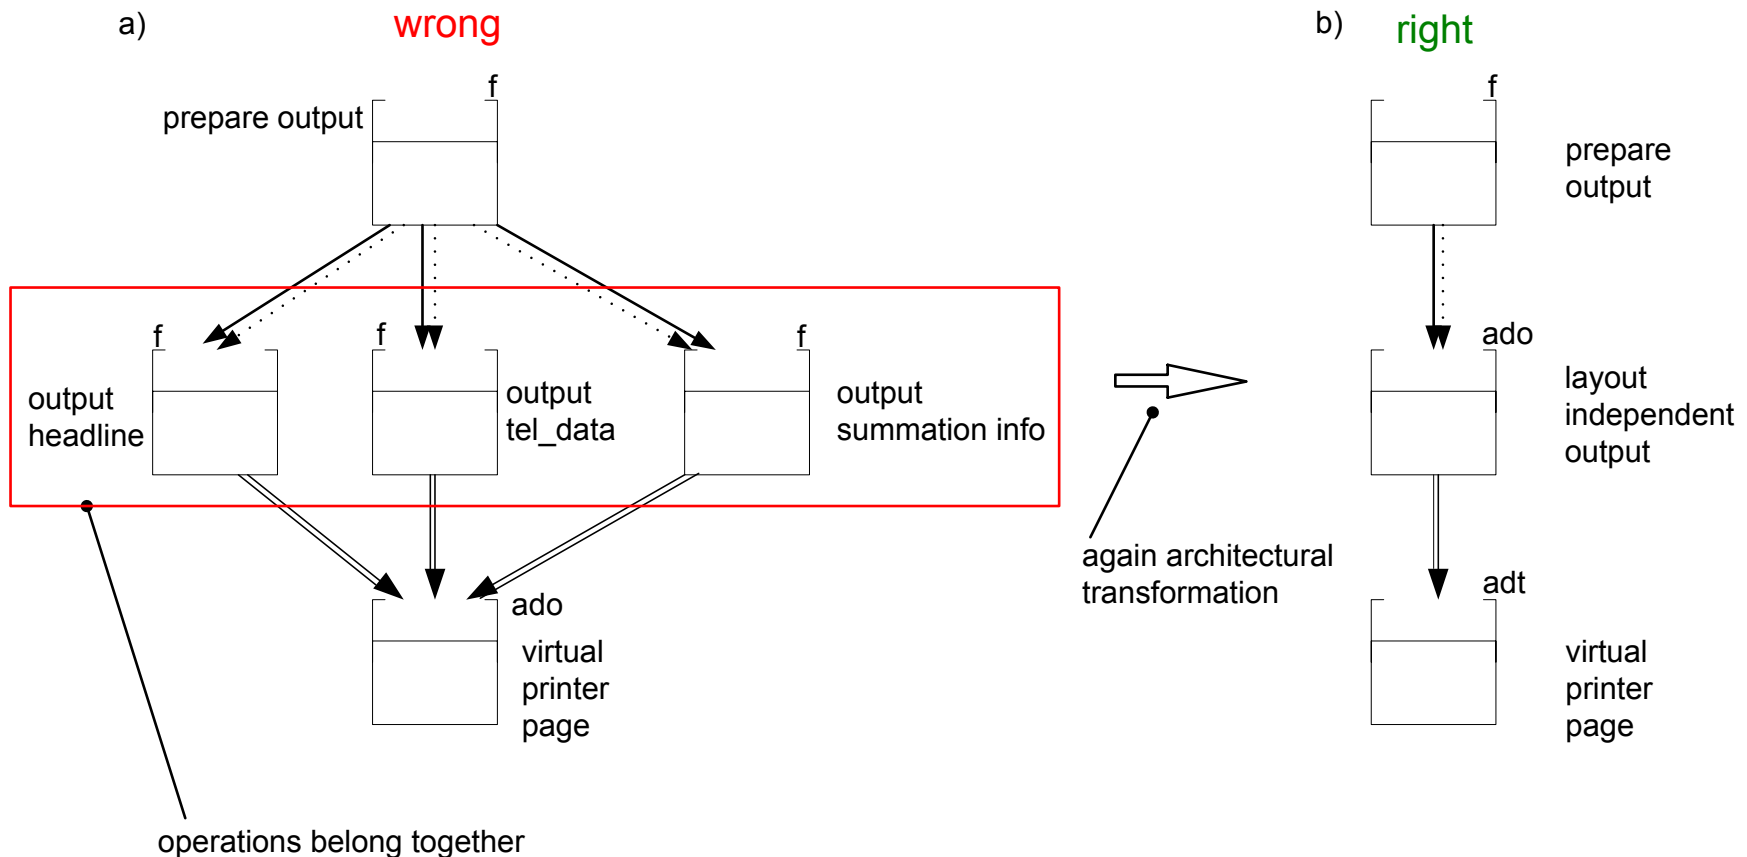 a)
wrong
f
prepare output
f
output
headline
f
output
tel_data
f
output
summation info
ado
virtual
printer
page
operations belong together
again architectural
transformation
b)
right
f
prepare
output
ado
layout
independent
output
adt
virtual
printer
page